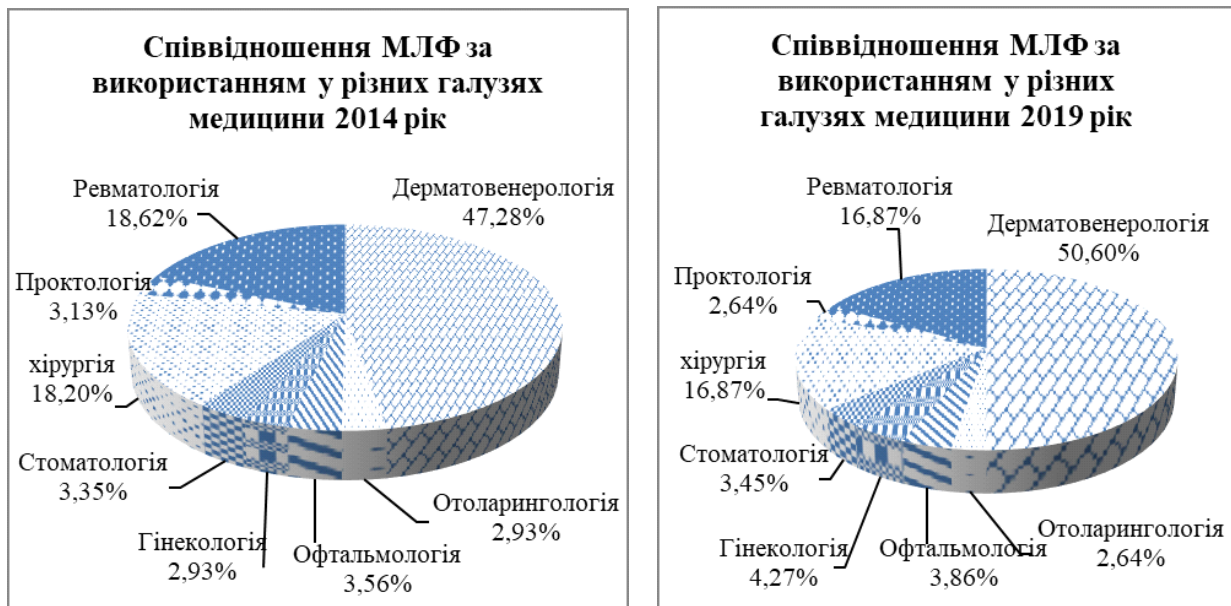 Співвідношення МЛФ за
використанням у різних галузях
медицини 2014 рік
Ревматологія
18,62%
Дерматовенерологія
47,28%
Проктологія
3,13%
хірургія
18,20%
Стоматологія
3,35%
Гінекологія
2,93%
Офтальмологія
3,56%
Отоларингологія
2,93%
Співвідношення МЛФ за
використанням у різних
галузях медицини 2019 рік
Ревматологія
16,87%
Дерматовенерологія
50,60%
Проктологія
2,64%
хірургія
16,87%
Стоматологія
3,45%
Гінекологія
4,27%
Офтальмологія
3,86%
Отоларингологія
2,64%